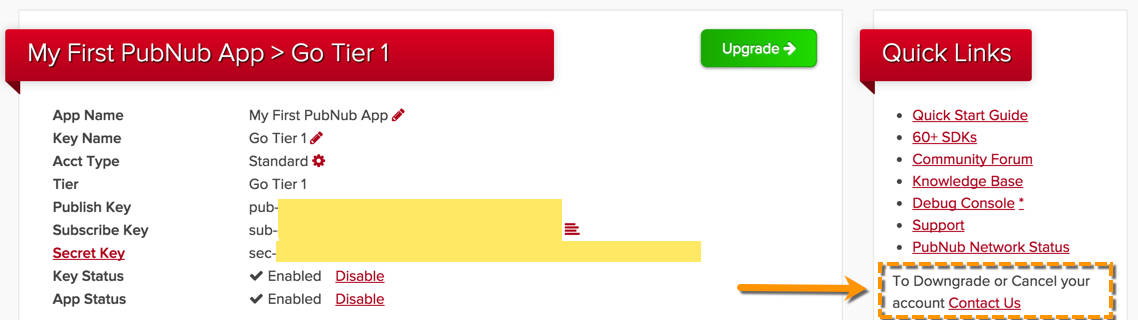 My First PubNub App > Go Tier 1
Upgrade
App Name My First PubNub App
Key Name Go Tier 1
Acct Type Standard
Tier Go Tier 1
Publish Key pub-
Subscribe Key sub-
Secret Key sec-
Key Status Enabled Disable
App Status Enabled Disable
Quick Links
Quick Start Guide
60+ SDKs
Community Forum
Knowledge Base
Debug Console *
Support
PubNub Network Status
To Downgrade or Cancel your
account Contact Us